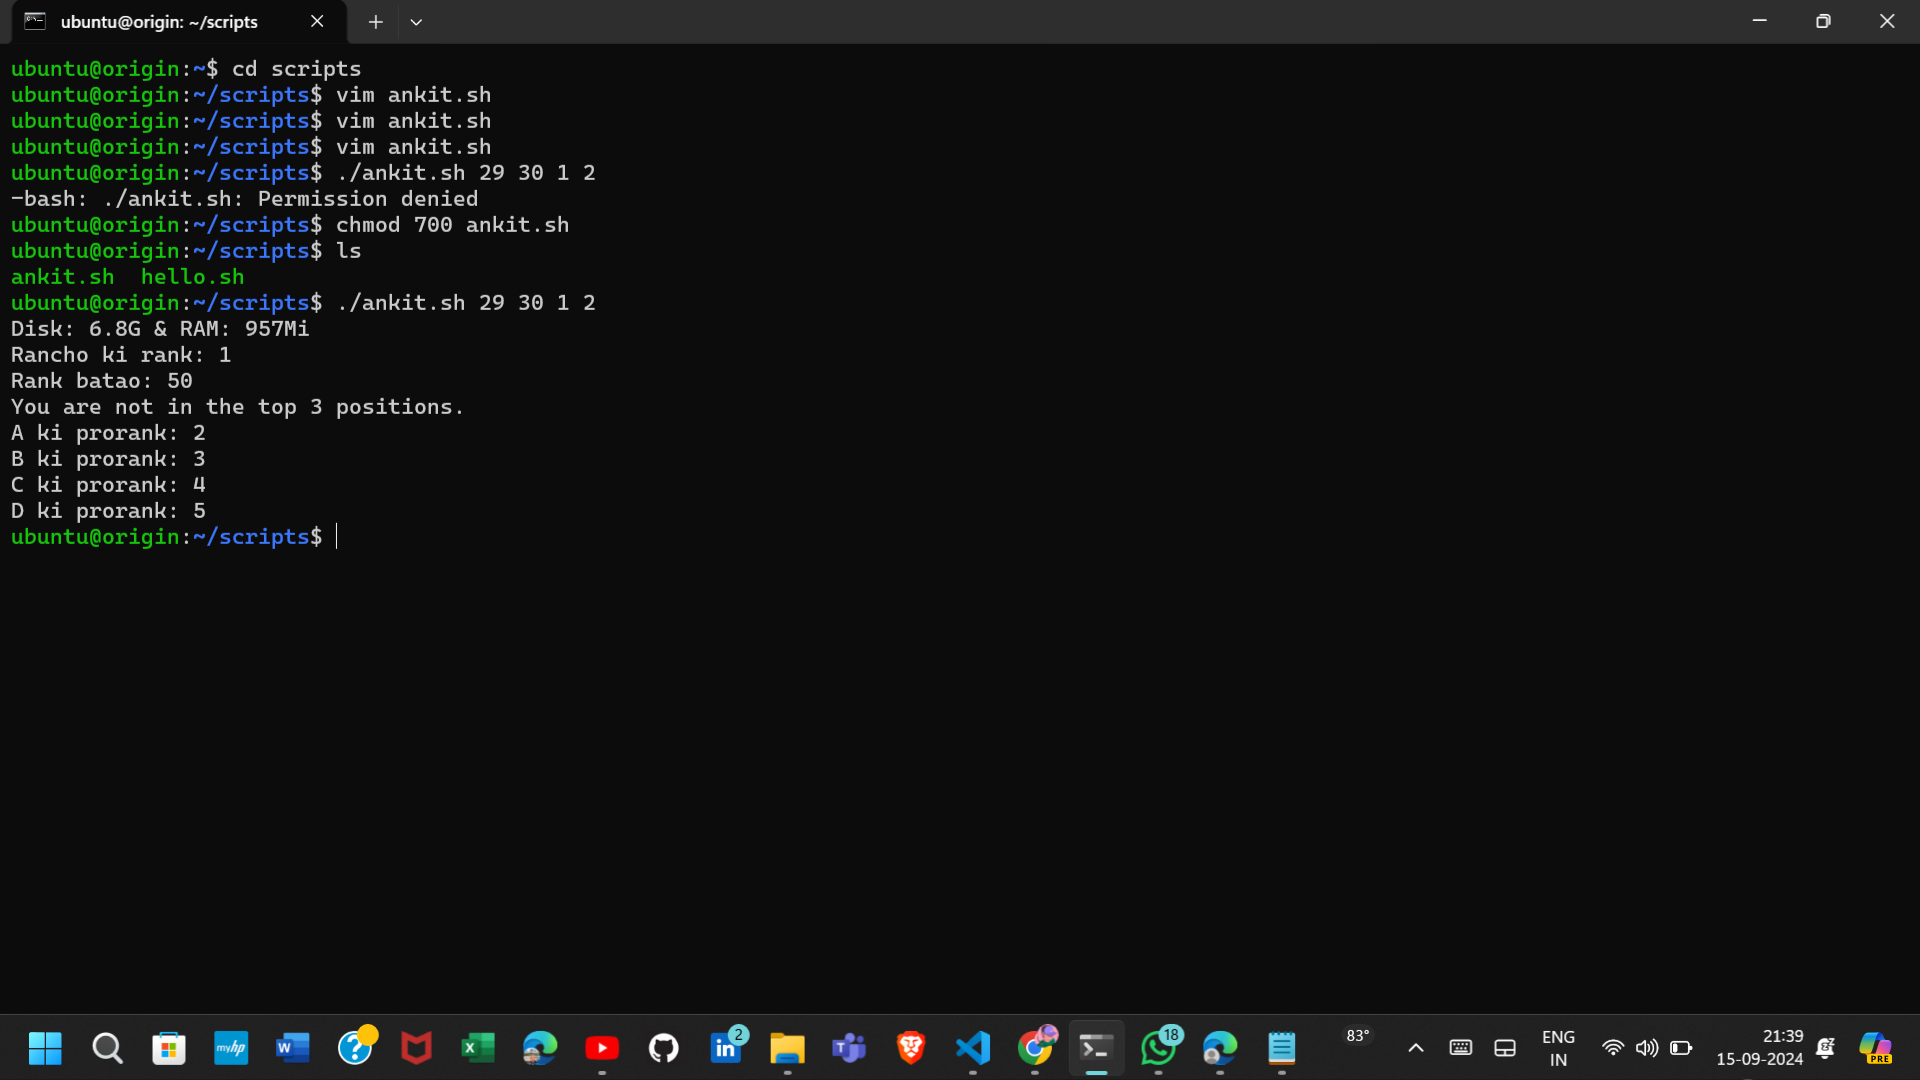 ubuntu@origin: ~/scripts
ubuntu@origin:~$ cd scripts
ubuntu@origin:~/scripts$ vim ankit.sh
ubuntu@origin:~/scripts$ vim ankit.sh
ubuntu@origin:~/scripts$ vim ankit.sh
ubuntu@origin:~/scripts$ ./ankit.sh 29 30 1 2
-bash: ./ankit.sh: Permission denied
ubuntu@origin:~/scripts$ chmod 700 ankit.sh
ubuntu@origin:~/scripts$ ls
ankit.sh  hello.sh
ubuntu@origin:~/scripts$ ./ankit.sh 29 30 1 2
Disk: 6.8G & RAM: 957Mi
Rancho ki rank: 1
Rank batao: 50
You are not in the top 3 positions.
A ki prorank: 2
B ki prorank: 3
C ki prorank: 4
D ki prorank: 5
ubuntu@origin:~/scripts$
myhp
W
?
X
in
2
T
18
83°
ENG
IN
21:39
15-09-2024
PRE